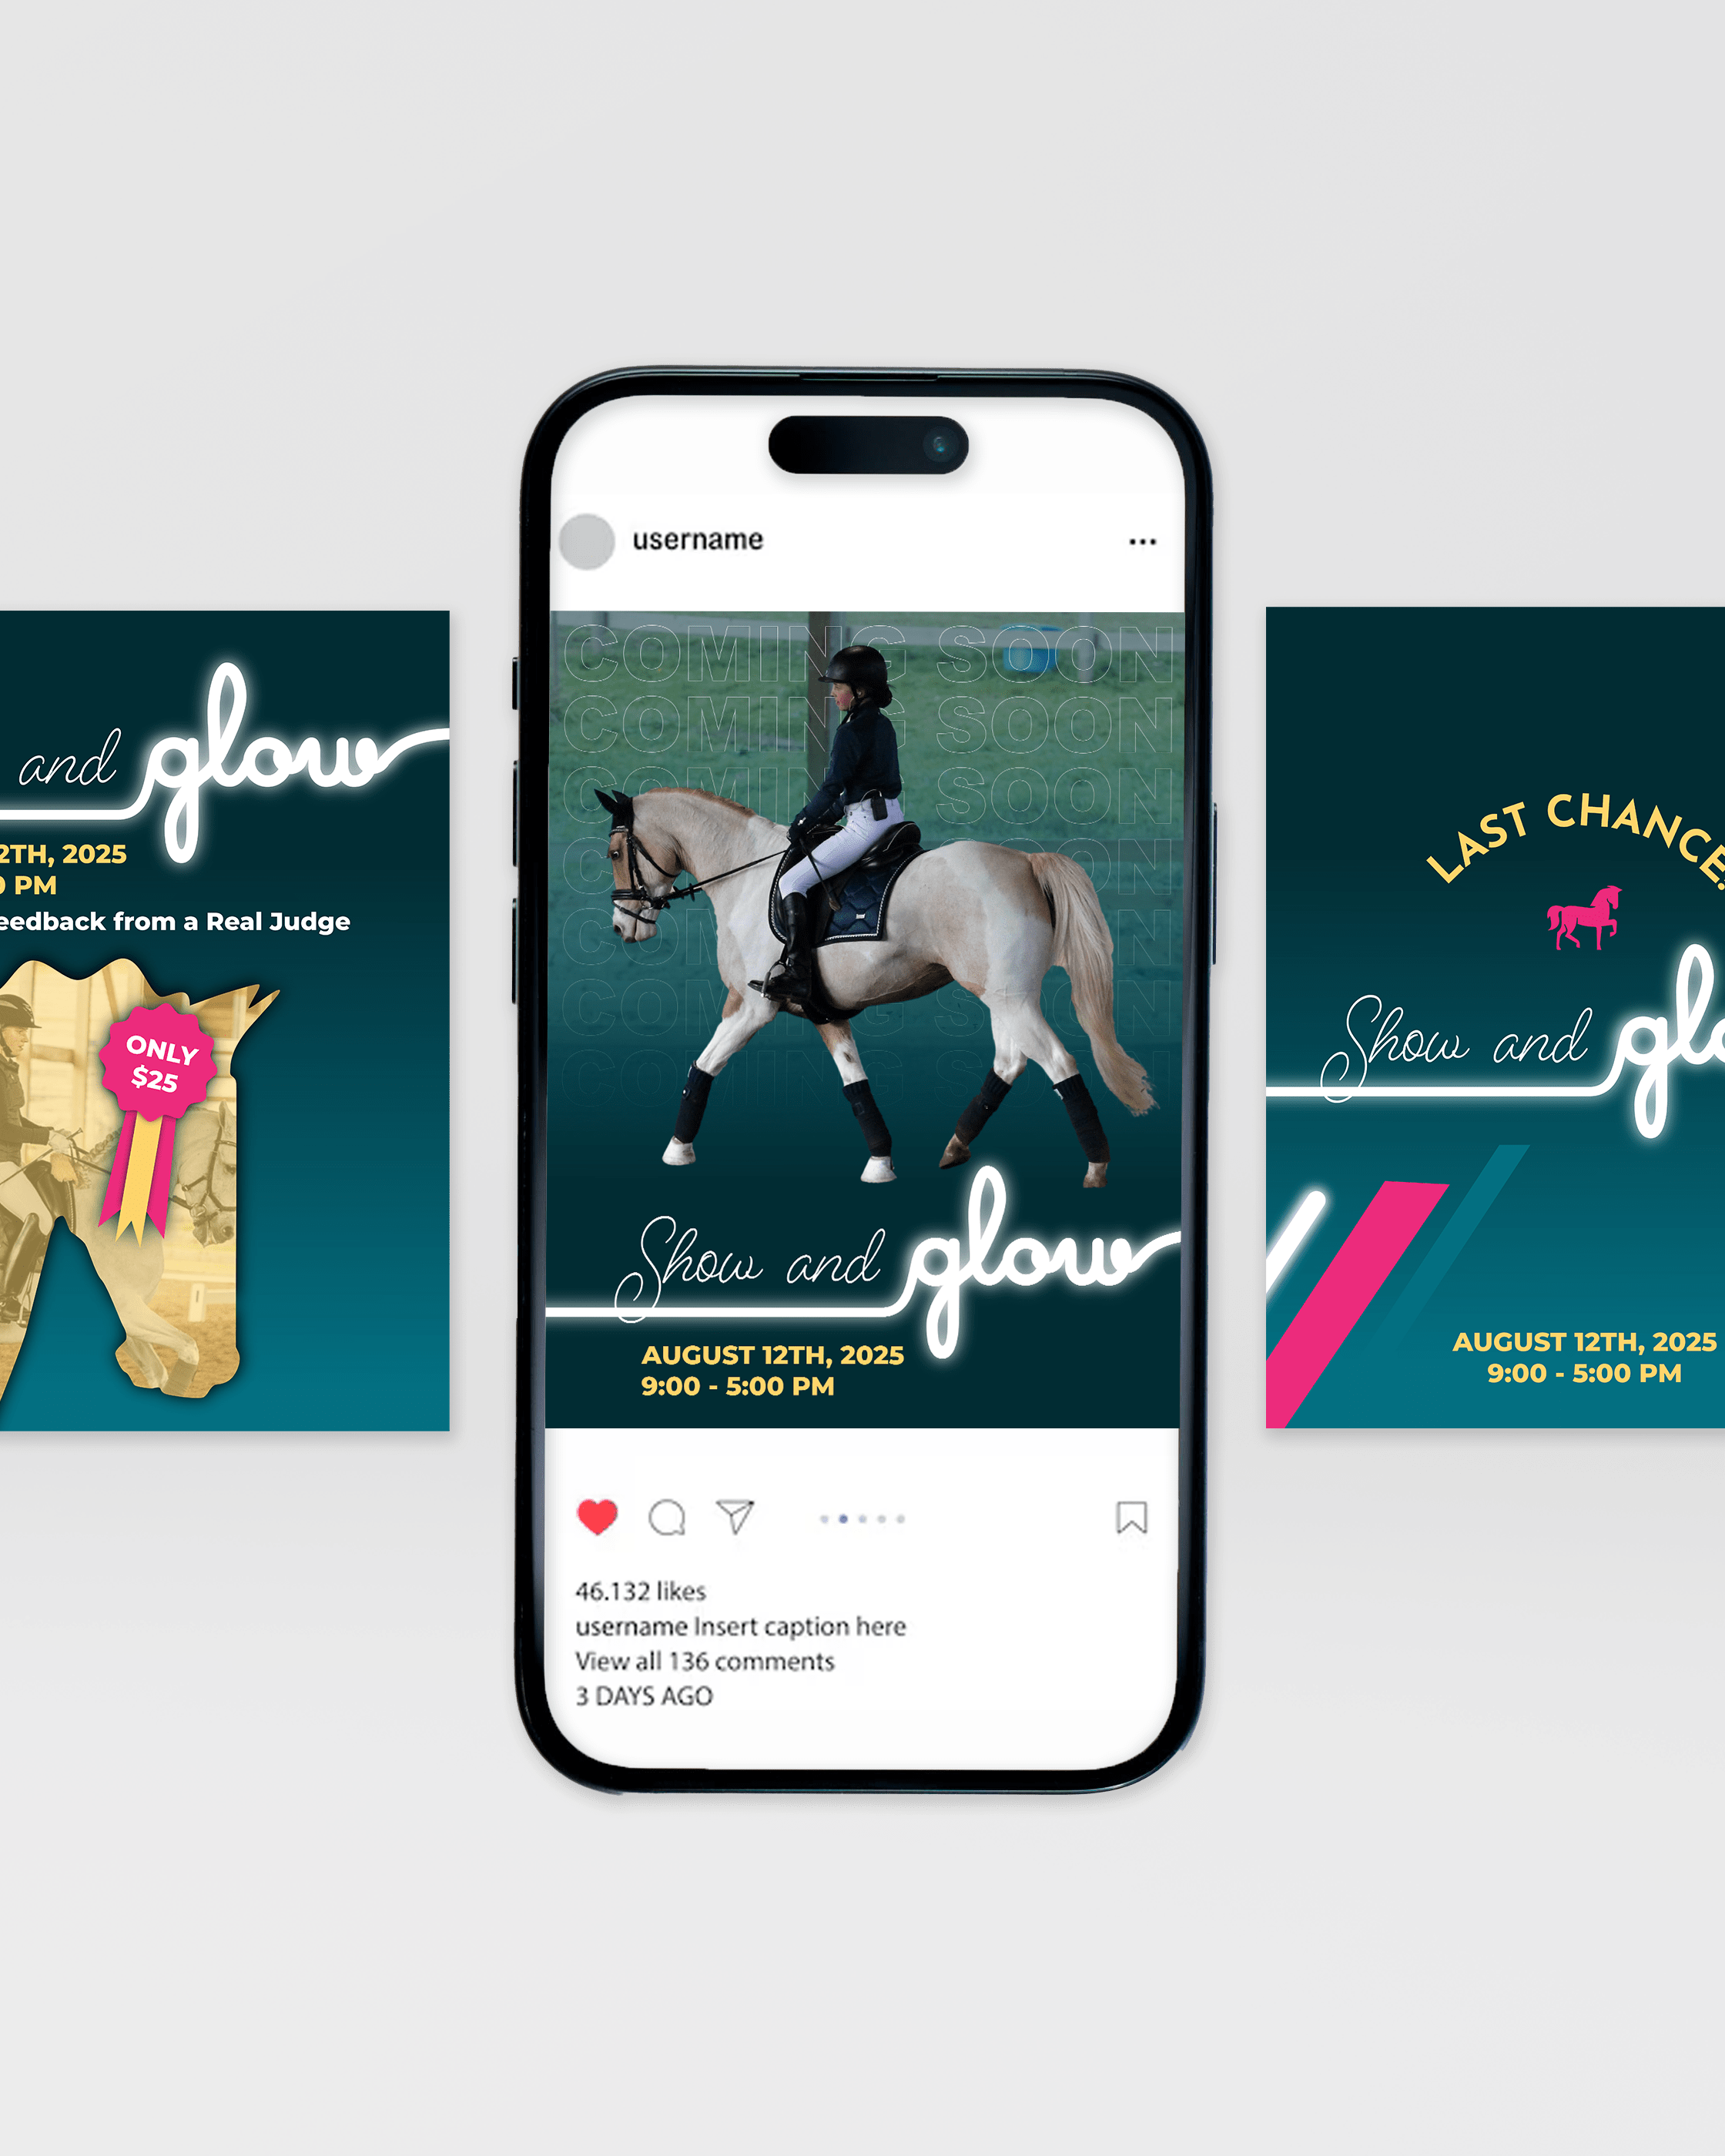 and glow
2TH, 2025
0 PM
eedback from a Real Judge
ONLY
$25
username
COMING SOON
COMING SOON
COMING SOON
COMING SOON
COMING SOON
COMING SOON
COMING SOON
Show and glow
AUGUST 12TH, 2025
9:00 - 5:00 PM
46.132 likes
username Insert caption here
View all 136 comments
3 DAYS AGO
LAST CHANCE!
Show and glo
AUGUST 12TH, 2025
9:00 - 5:00 PM